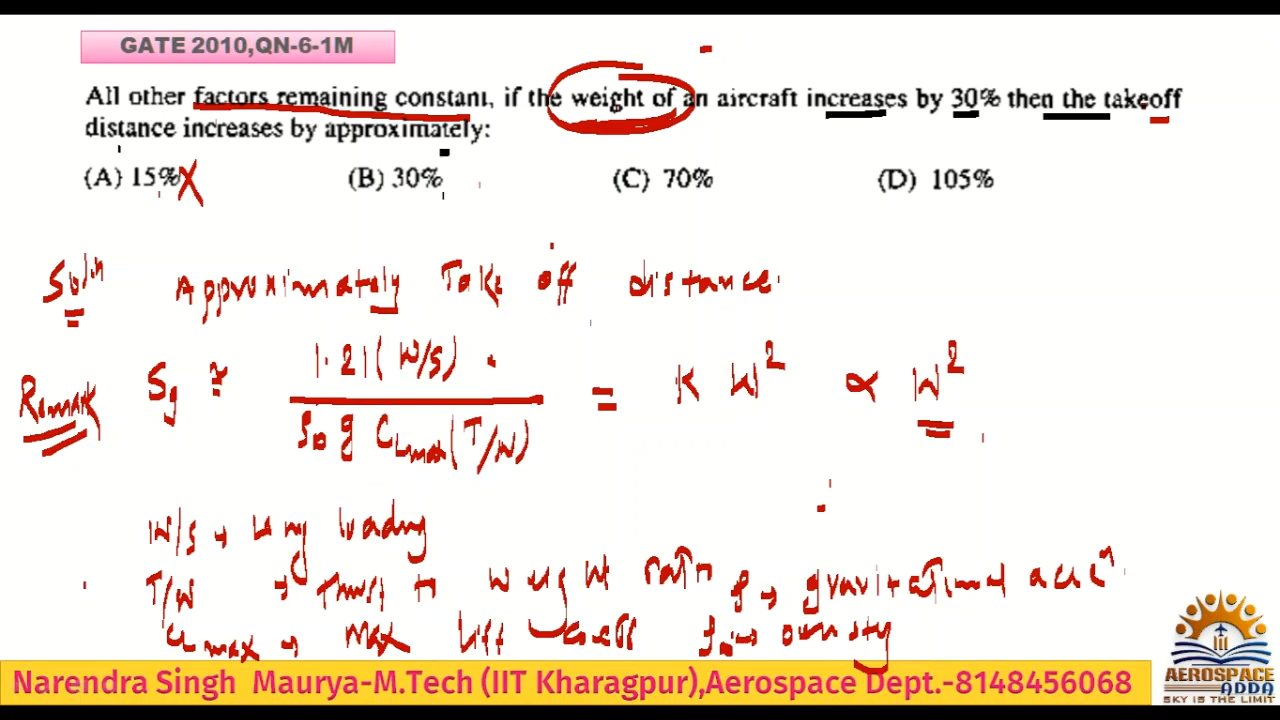 GATE 2010,QN-6-1M
All other factors remaining constant, if the weight of an aircraft increases by 30% then the takeoff
distance increases by approximately:
(A) 15% X (B) 30% (C) 70% (D) 105%
Soln Approximately Take off distance
Remark Sg ≈ 1.21(W/S) / ρ∞ g CLmax(T/W) = K W² ∝ W²
W/S → wing loading
T/W → Thrust to weight ratio g → gravitational accn
CLmax → Max lift coeff ρ∞ → density
Narendra Singh Maurya-M.Tech (IIT Kharagpur),Aerospace Dept.-8148456068
AEROSPACE
ADDA
SKY IS THE LIMIT